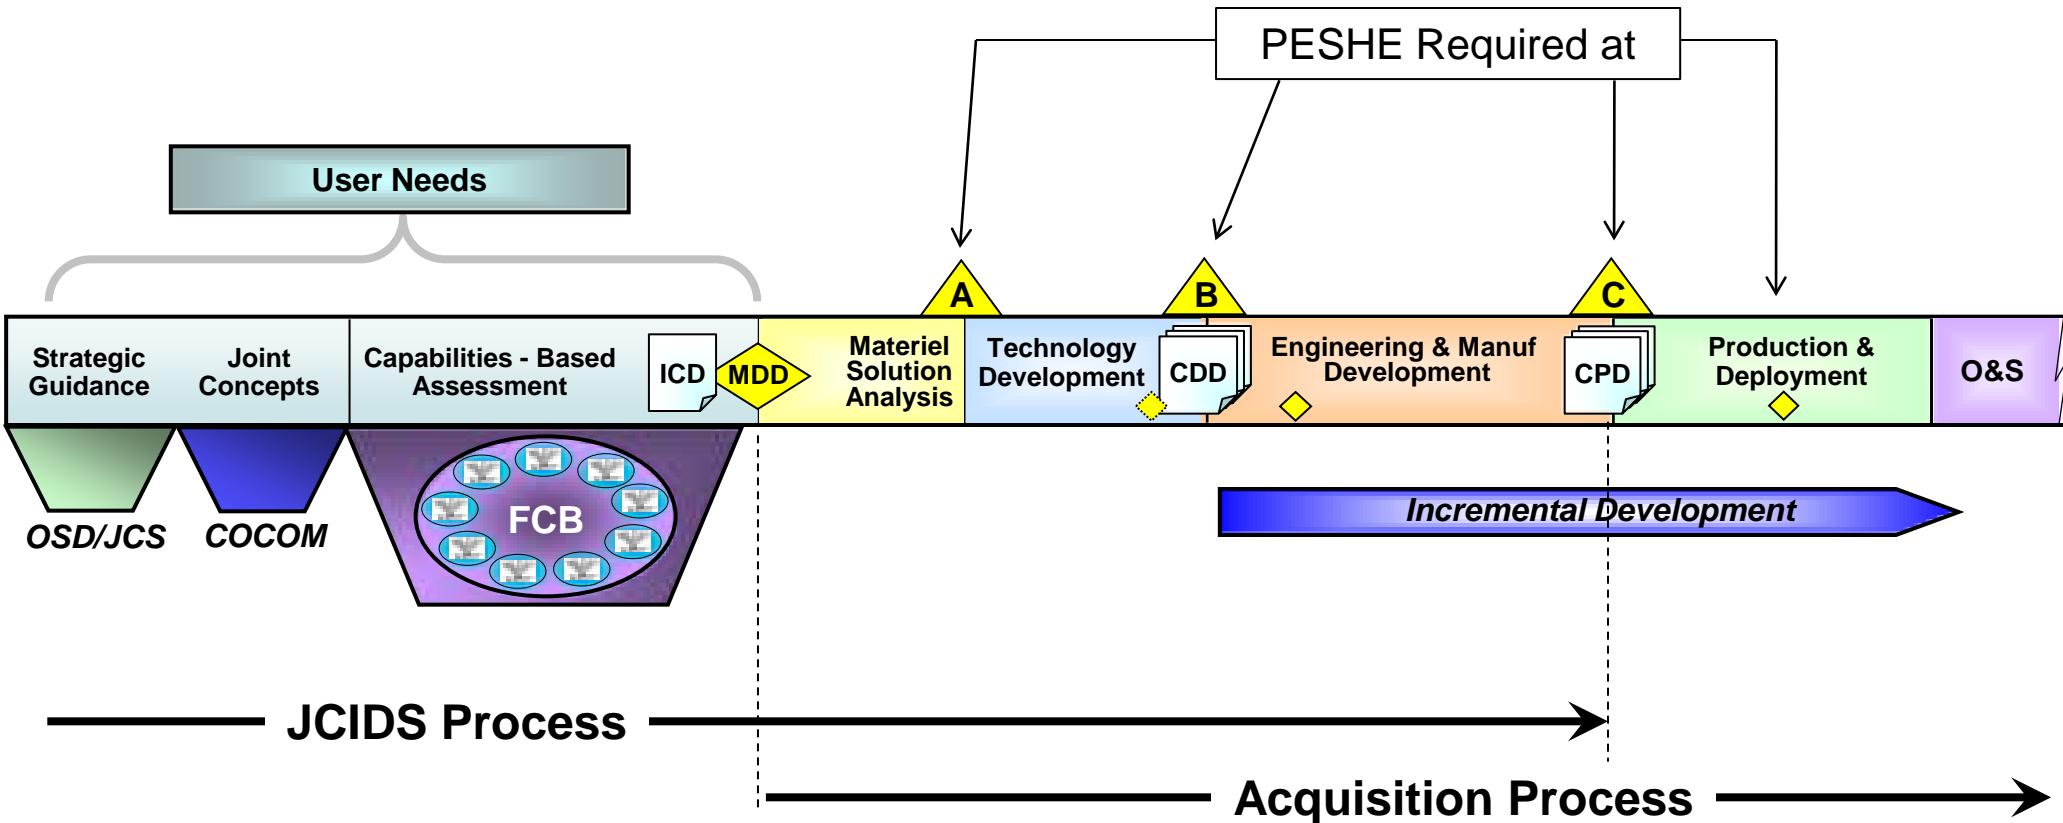 PESHE Required at
User Needs
A
B
C
Strategic
Guidance
Joint
Concepts
Capabilities - Based
Assessment
ICD
MDD
Materiel
Solution
Analysis
Technology
Development
CDD
Engineering & Manuf
Development
CPD
Production &
Deployment
O&S
OSD/JCS
COCOM
FCB
Incremental Development
JCIDS Process
Acquisition Process